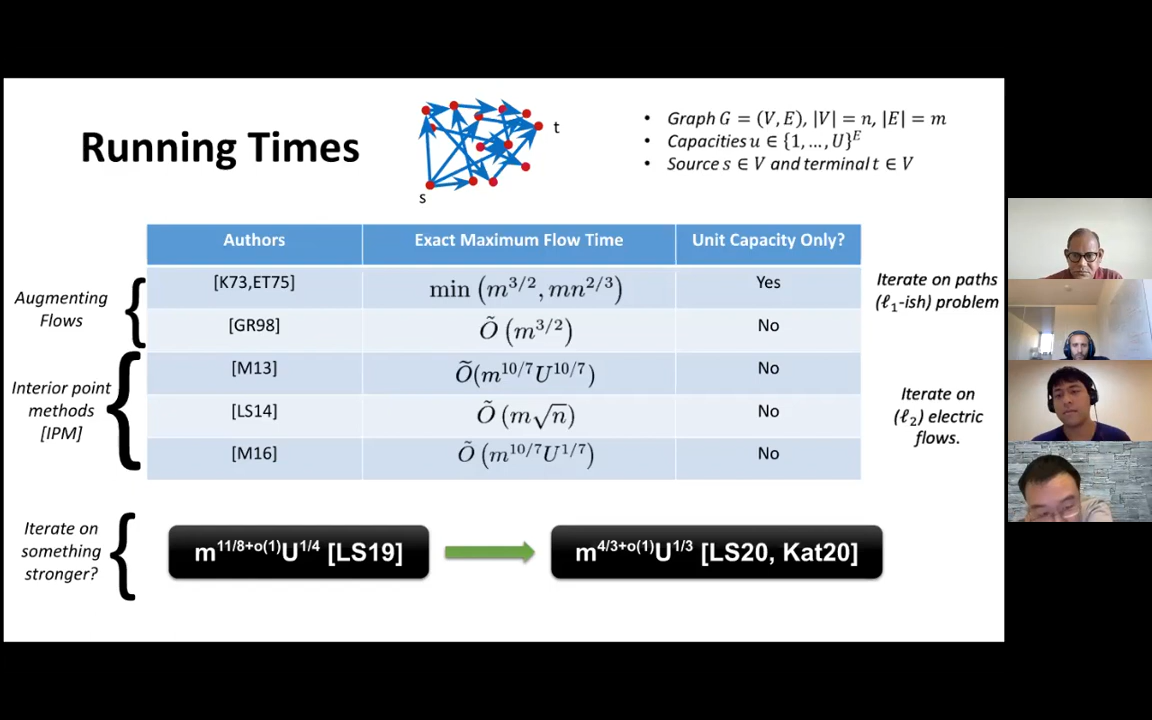 Running Times
s
t
• Graph G = (V, E), |V| = n, |E| = m
• Capacities u ∈ {1, ..., U}^E
• Source s ∈ V and terminal t ∈ V
Authors Exact Maximum Flow Time Unit Capacity Only?
[K73,ET75] min (m^{3/2}, mn^{2/3}) Yes
[GR98] Õ (m^{3/2}) No
[M13] Õ(m^{10/7}U^{10/7}) No
[LS14] Õ (m√n) No
[M16] Õ (m^{10/7}U^{1/7}) No
Augmenting
Flows
Interior point
methods
[IPM]
Iterate on paths
(ℓ₁-ish) problem
Iterate on
(ℓ₂) electric
flows.
Iterate on
something
stronger?
m^{11/8+o(1)}U^{1/4} [LS19]
m^{4/3+o(1)}U^{1/3} [LS20, Kat20]